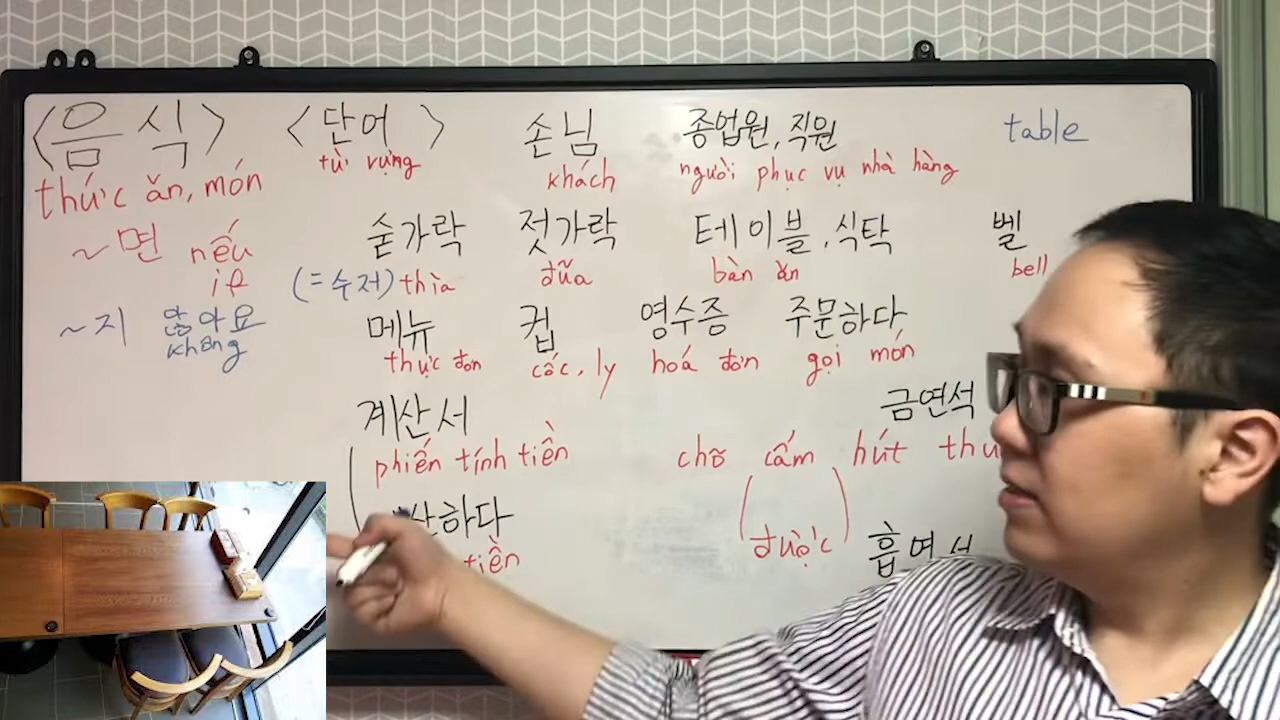 <음식> <단어> 손님 종업원, 직원 table
thức ăn, món từ vựng khách người phục vụ nhà hàng
~면 nếu 숟가락 젓가락 테이블, 식탁 벨
if (=수저) thìa đũa bàn ăn bell
~지 않아요 메뉴 컵 영수증 주문하다
không thực đơn cốc, ly hoá đơn gọi món
계산서 금연석
phiến tính tiền chỗ cấm hút
산하다 được
tiền 흡연석